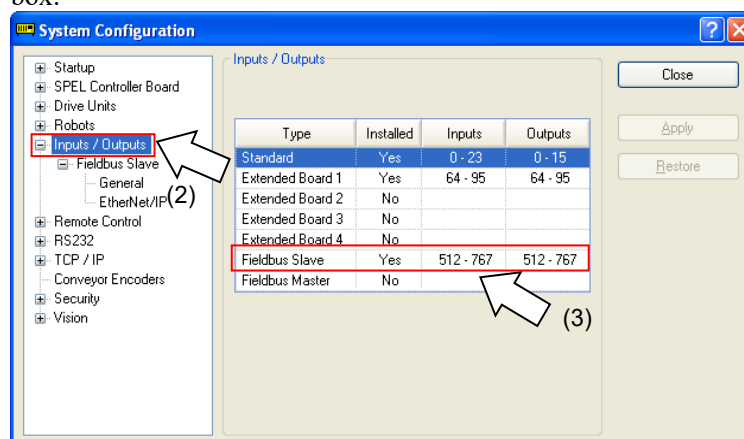 box.
System Configuration
Startup
SPEL Controller Board
Drive Units
Robots
Inputs / Outputs
Fieldbus Slave
General
EtherNet/IP
Remote Control
RS232
TCP / IP
Conveyor Encoders
Security
Vision
(2)
Inputs / Outputs
Type Installed Inputs Outputs
Standard Yes 0 - 23 0 - 15
Extended Board 1 Yes 64 - 95 64 - 95
Extended Board 2 No
Extended Board 3 No
Extended Board 4 No
Fieldbus Slave Yes 512 - 767 512 - 767
Fieldbus Master No
(3)
Close
Apply
Restore